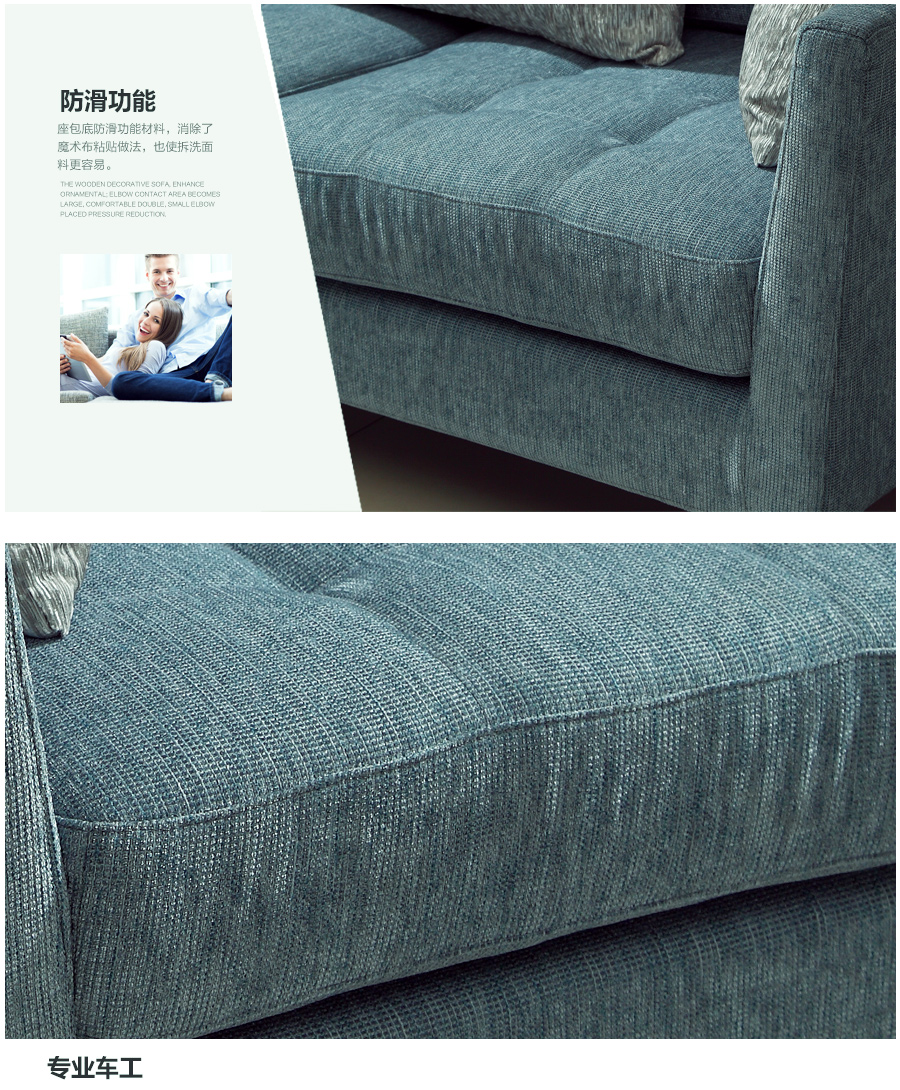 防滑功能
座包底防滑功能材料，消除了
魔术布粘贴做法，也使拆洗面
料更容易。
THE WOODEN DECORATIVE SOFA, ENHANCE
ORNAMENTAL; ELBOW CONTACT AREA BECOMES
LARGE, COMFORTABLE DOUBLE, SMALL ELBOW
PLACED PRESSURE REDUCTION.
专业车工